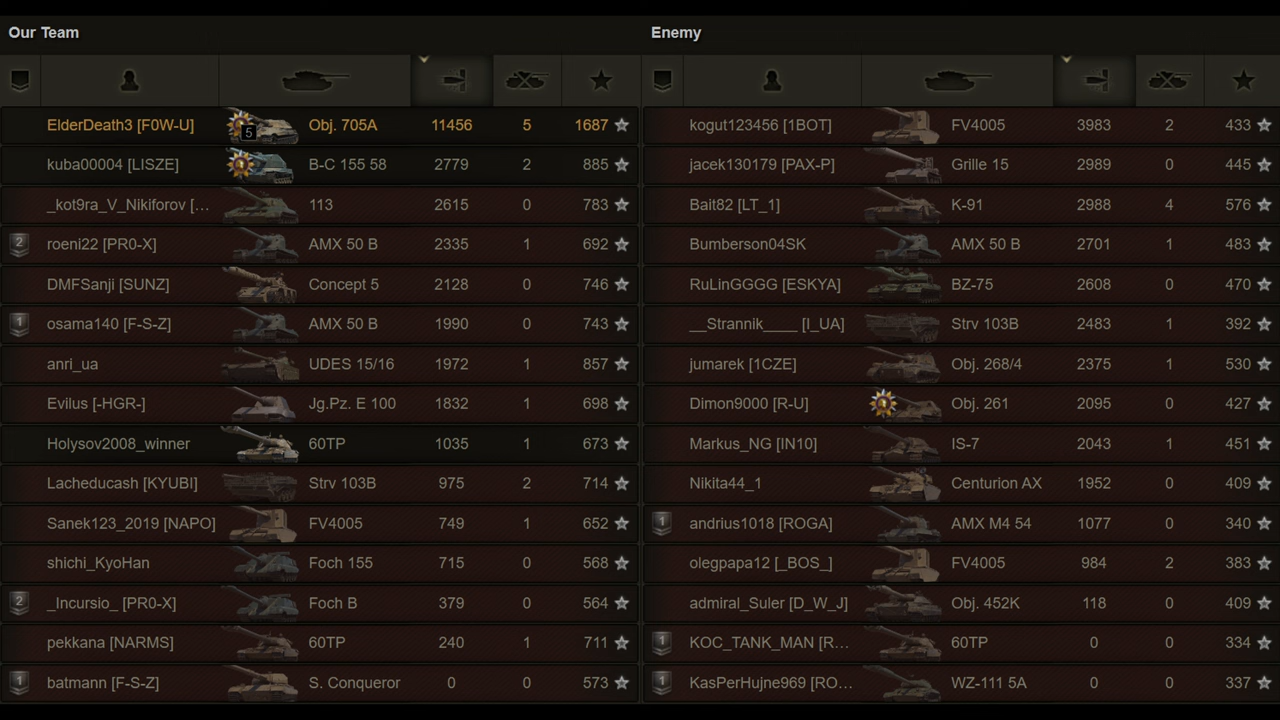 Our Team Enemy
ElderDeath3 [F0W-U] 5 Obj. 705A 11456 5 1687 kogut123456 [1BOT] FV4005 3983 2 433
kuba00004 [LISZE] B-C 155 58 2779 2 885 jacek130179 [PAX-P] Grille 15 2989 0 445
_kot9ra_V_Nikiforov [... 113 2615 0 783 Bait82 [LT_1] K-91 2988 4 576
2 roeni22 [PR0-X] AMX 50 B 2335 1 692 Bumberson04SK AMX 50 B 2701 1 483
DMFSanji [SUNZ] Concept 5 2128 0 746 RuLinGGGG [ESKYA] BZ-75 2608 0 470
1 osama140 [F-S-Z] AMX 50 B 1990 0 743 __Strannik____ [I_UA] Strv 103B 2483 1 392
anri_ua UDES 15/16 1972 1 857 jumarek [1CZE] Obj. 268/4 2375 1 530
Evilus [-HGR-] Jg.Pz. E 100 1832 1 698 Dimon9000 [R-U] Obj. 261 2095 0 427
Holysov2008_winner 60TP 1035 1 673 Markus_NG [IN10] IS-7 2043 1 451
Lacheducash [KYUBI] Strv 103B 975 2 714 Nikita44_1 Centurion AX 1952 0 409
Sanek123_2019 [NAPO] FV4005 749 1 652 1 andrius1018 [ROGA] AMX M4 54 1077 0 340
shichi_KyoHan Foch 155 715 0 568 olegpapa12 [_BOS_] FV4005 984 2 383
2 _Incursio_ [PR0-X] Foch B 379 0 564 admiral_Suler [D_W_J] Obj. 452K 118 0 409
pekkana [NARMS] 60TP 240 1 711 1 KOC_TANK_MAN [R... 60TP 0 0 334
1 batmann [F-S-Z] S. Conqueror 0 0 573 1 KasPerHujne969 [RO... WZ-111 5A 0 0 337